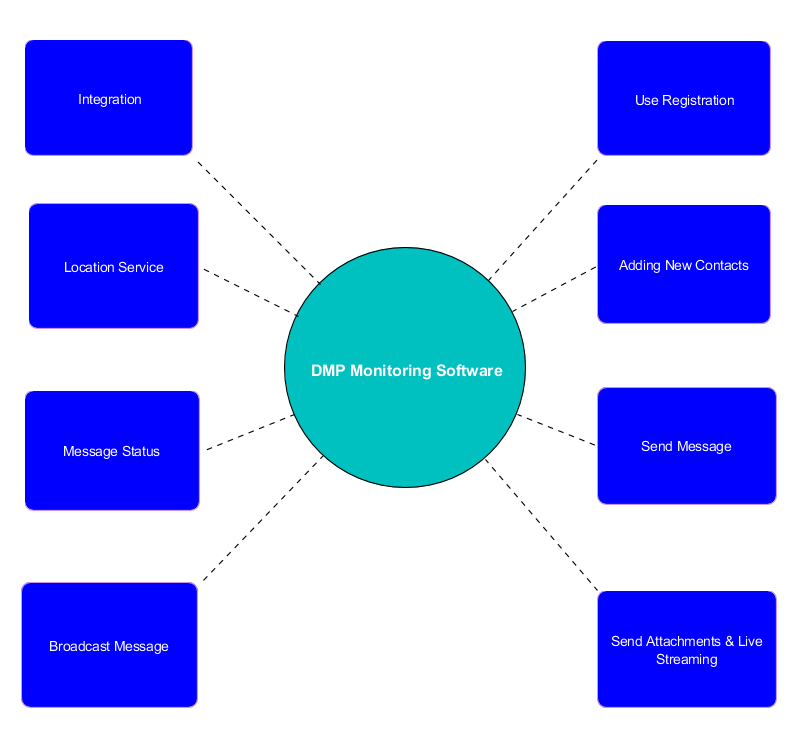 Integration
Use Registration
Location Service
Adding New Contacts
DMP Monitoring Software
Message Status
Send Message
Broadcast Message
Send Attachments & Live
Streaming